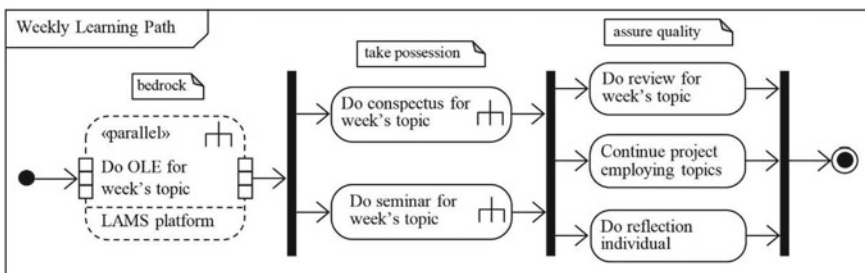 Weekly Learning Path
bedrock
«parallel»
Do OLE for
week's topic
LAMS platform
take possession
Do conspectus for
week's topic
Do seminar for
week's topic
assure quality
Do review for
week's topic
Continue project
employing topics
Do reflection
individual